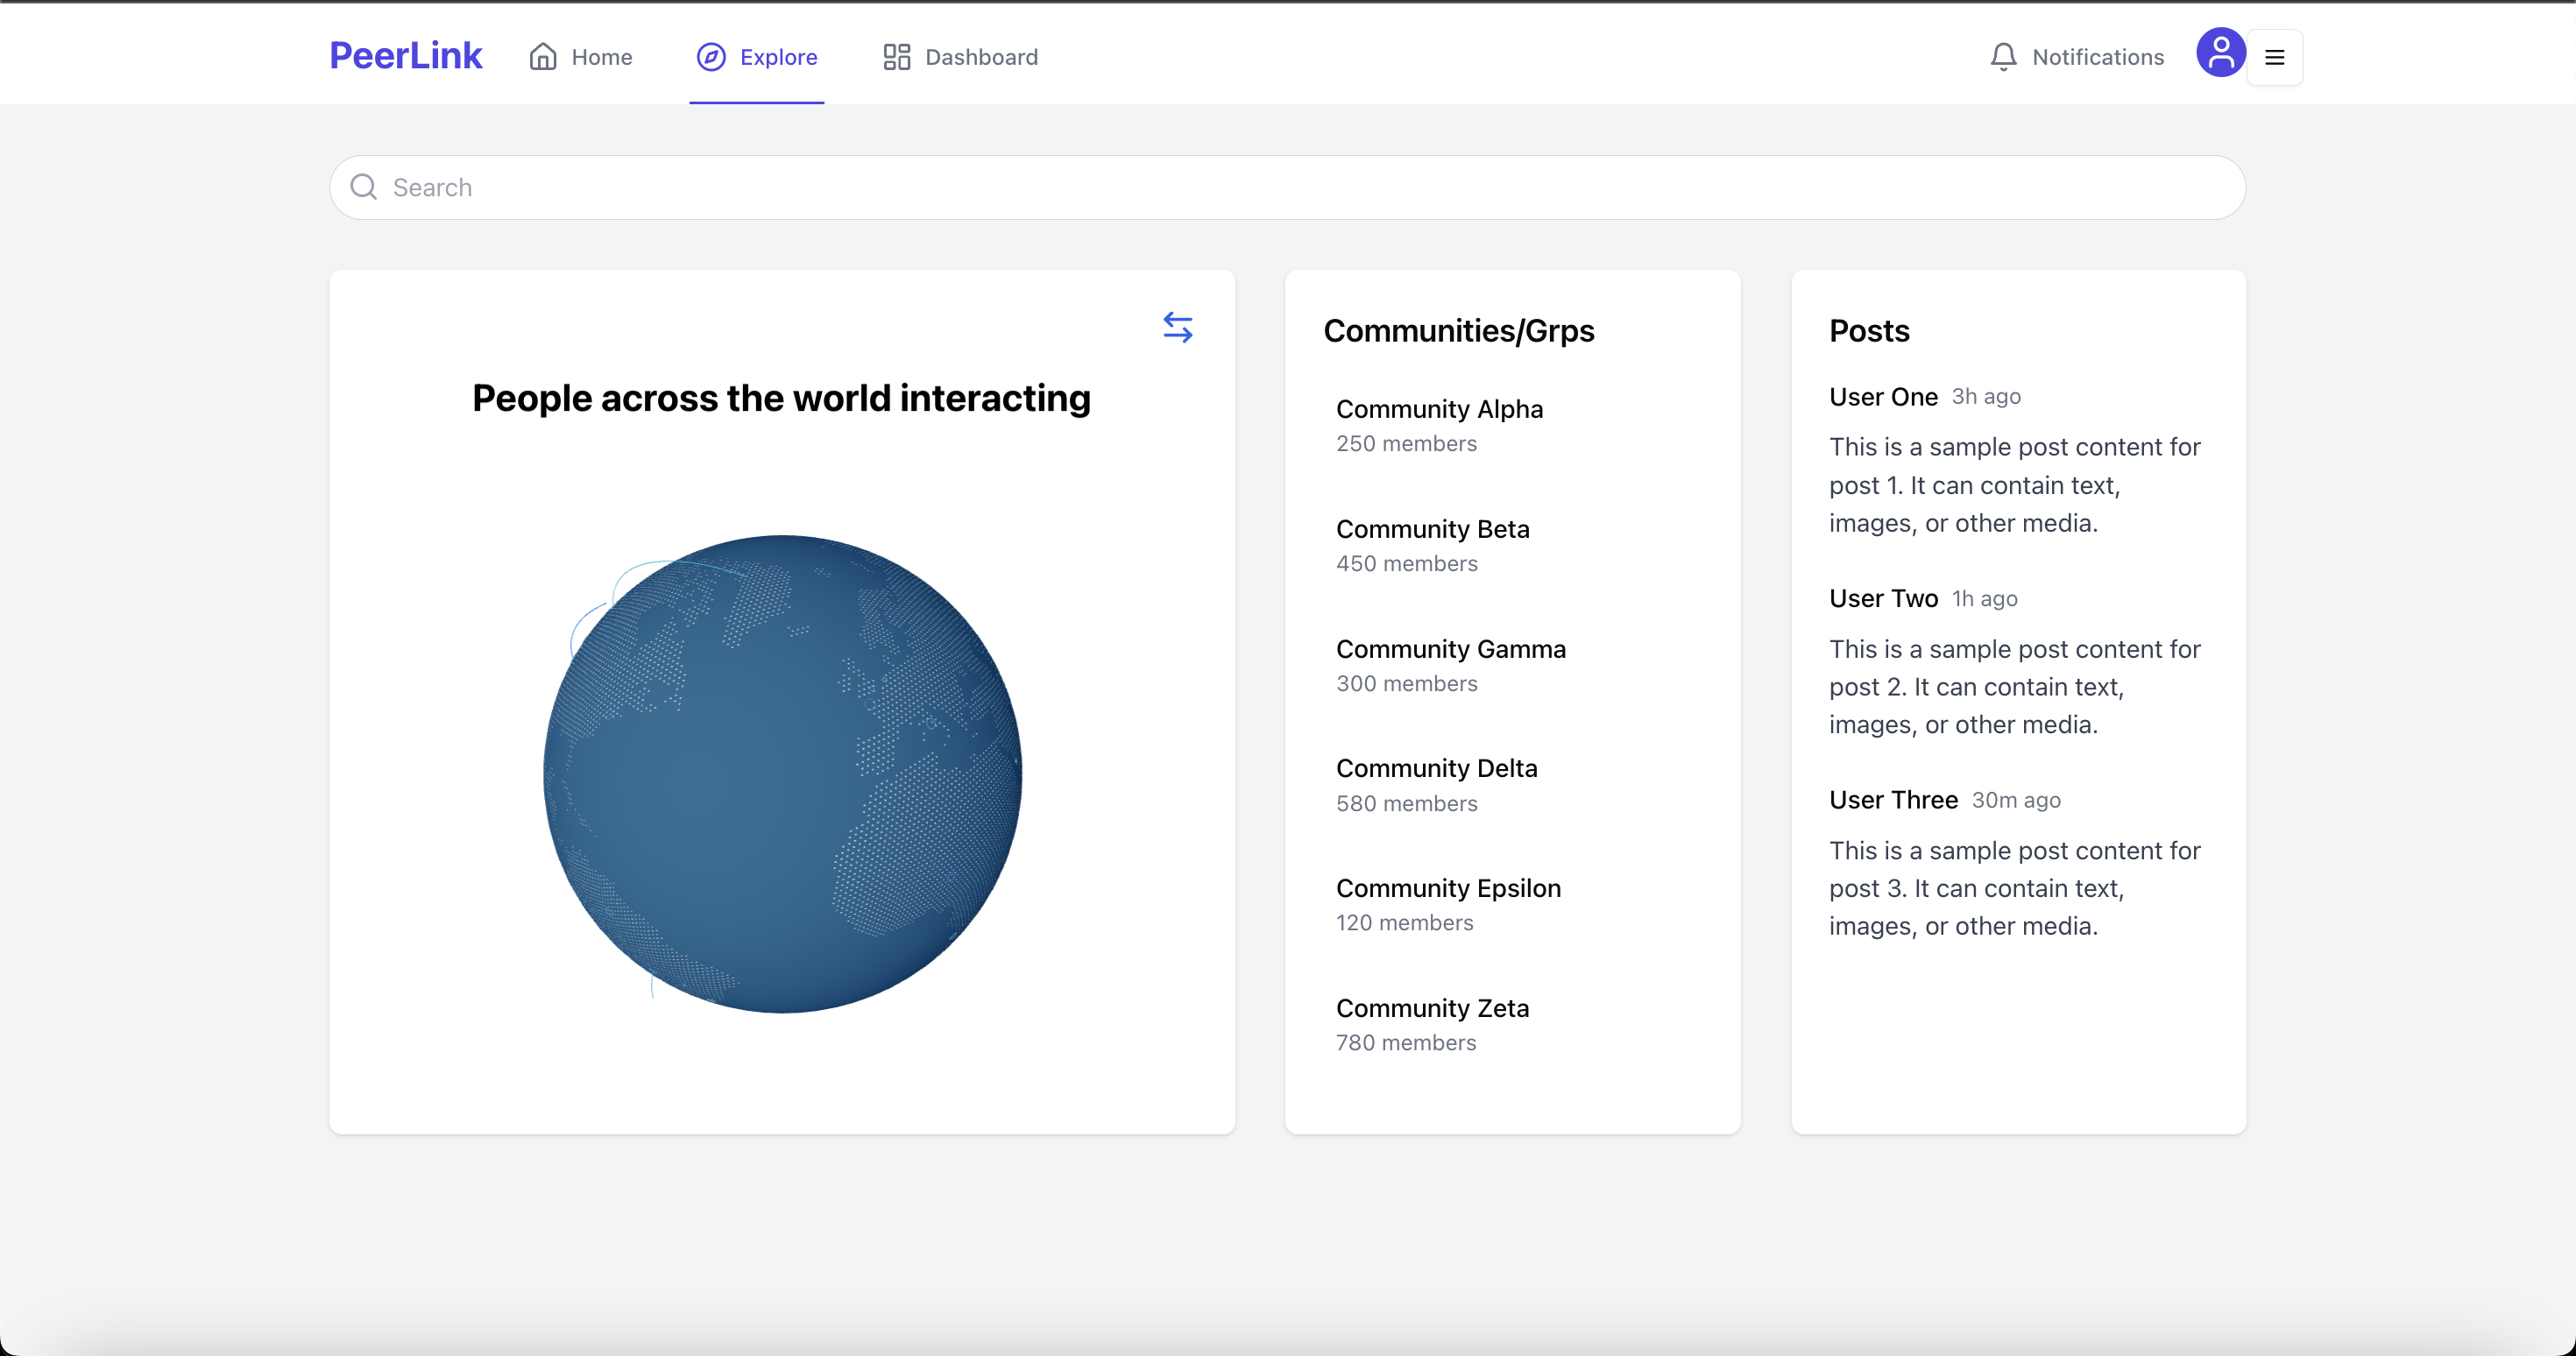 PeerLink
Home
Explore
Dashboard
Notifications
Search
People across the world interacting
Communities/Grps
Community Alpha
250 members
Community Beta
450 members
Community Gamma
300 members
Community Delta
580 members
Community Epsilon
120 members
Community Zeta
780 members
Posts
User One 3h ago
This is a sample post content for
post 1. It can contain text,
images, or other media.
User Two 1h ago
This is a sample post content for
post 2. It can contain text,
images, or other media.
User Three 30m ago
This is a sample post content for
post 3. It can contain text,
images, or other media.